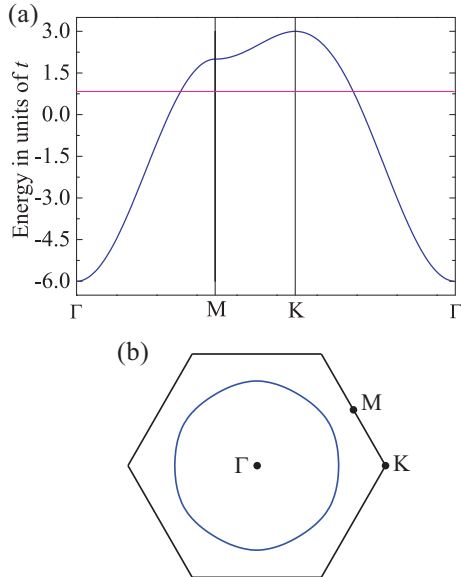 (a)
Energy in units of t
3.0
1.5
0.0
-1.5
-3.0
-4.5
-6.0
Γ
M
K
Γ
(b)
M
Γ
K